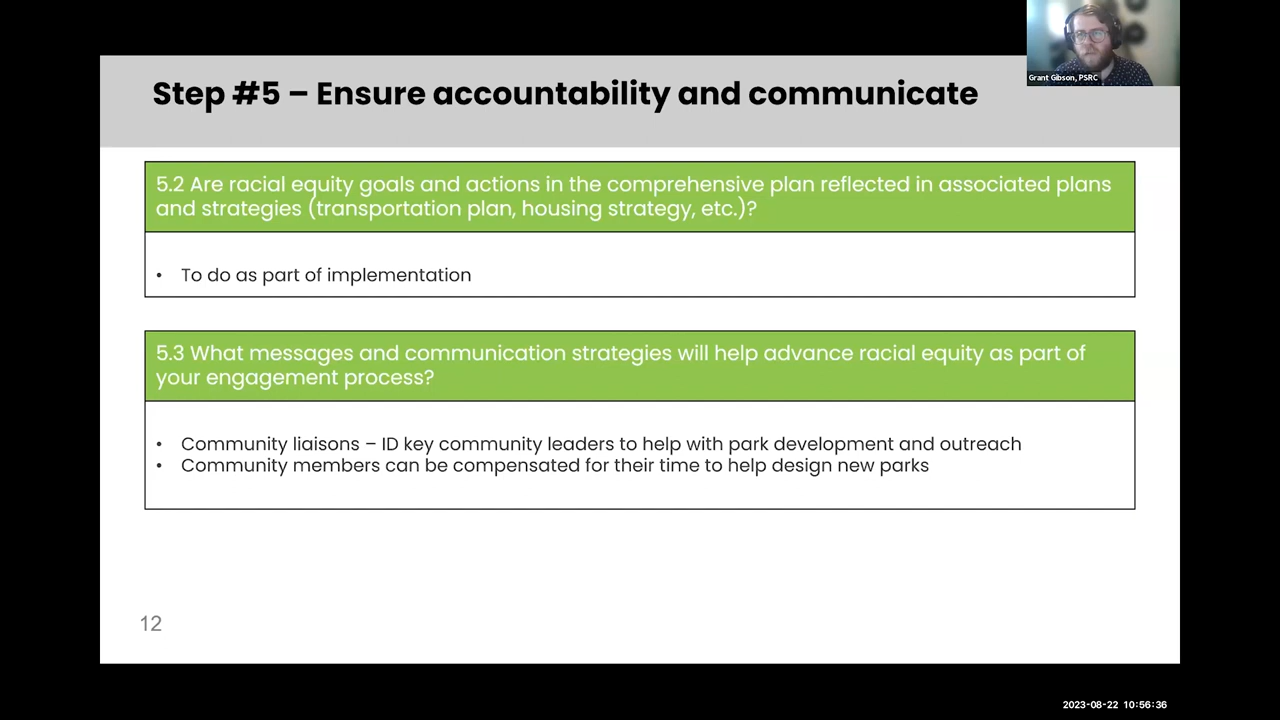 Grant Gibson, PSRC
Step #5 – Ensure accountability and communicate
5.2 Are racial equity goals and actions in the comprehensive plan reflected in associated plans
and strategies (transportation plan, housing strategy, etc.)?
• To do as part of implementation
5.3 What messages and communication strategies will help advance racial equity as part of
your engagement process?
• Community liaisons – ID key community leaders to help with park development and outreach
• Community members can be compensated for their time to help design new parks
12
2023-08-22 10:56:36